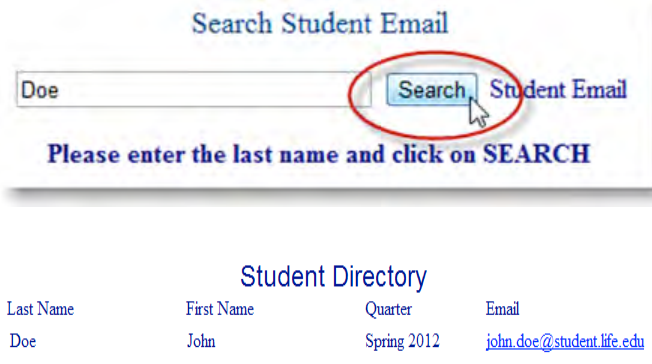 Search Student Email
Doe Search Student Email
Please enter the last name and click on SEARCH
Student Directory
Last Name First Name Quarter Email
Doe John Spring 2012 john.doe@student.life.edu